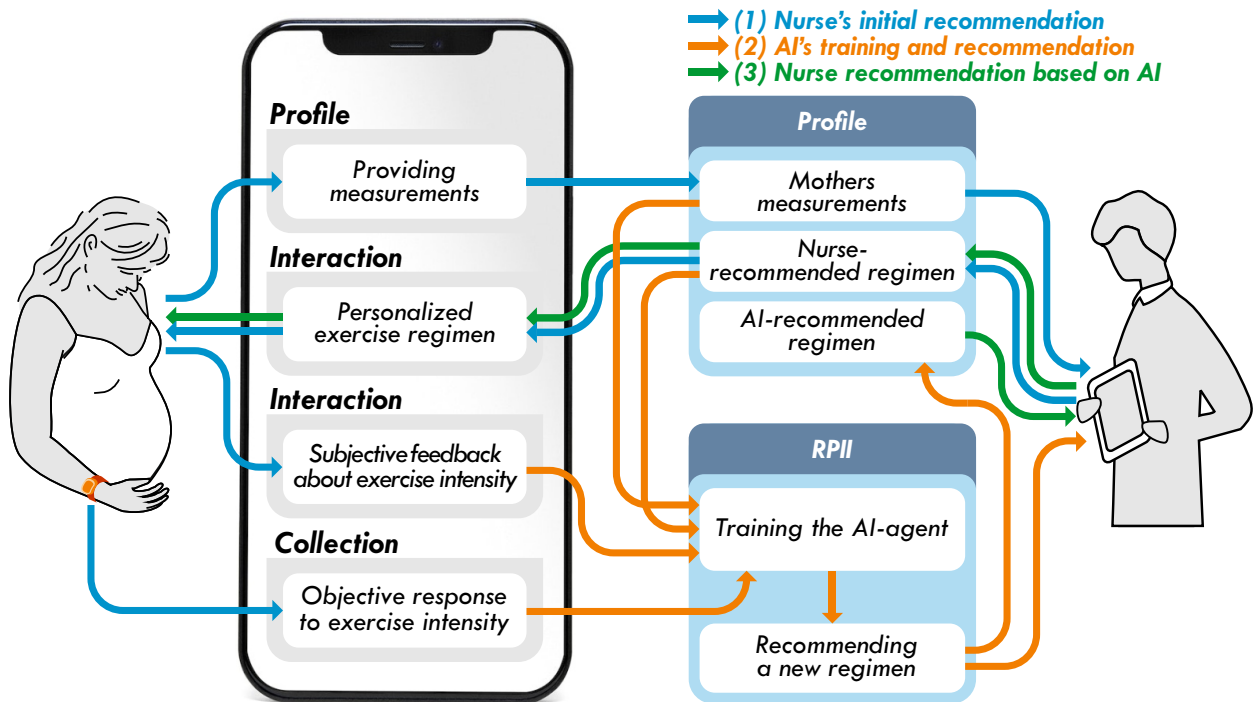 (1) Nurse's initial recommendation
(2) AI's training and recommendation
(3) Nurse recommendation based on AI
Profile
Providing
measurements
Interaction
Personalized
exercise regimen
Interaction
Subjective feedback
about exercise intensity
Collection
Objective response
to exercise intensity
Profile
Mothers
measurements
Nurse-
recommended regimen
AI-recommended
regimen
RPII
Training the AI-agent
Recommending
a new regimen